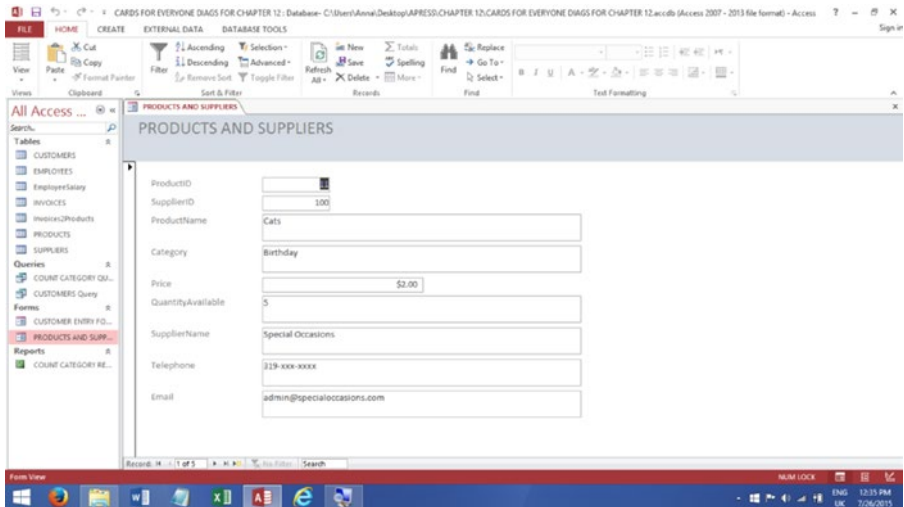 CARDS FOR EVERYONE DIAGS FOR CHAPTER 12 : Database- C:\Users\Anna\Desktop\APRESS\CHAPTER 12\CARDS FOR EVERYONE DIAGS FOR CHAPTER 12.accdb (Access 2007 - 2013 file format) - Access
FILE HOME CREATE EXTERNAL DATA DATABASE TOOLS Sign in
View
Paste
Cut
Copy
Format Painter
Filter
Ascending
Descending
Remove Sort
Selection
Advanced
Toggle Filter
Refresh All
New
Save
Delete
Totals
Spelling
More
Find
Replace
Go To
Select
B I U A
Views Clipboard Sort & Filter Records Find Text Formatting
All Access ...
Search...
Tables
CUSTOMERS
EMPLOYEES
EmployeeSalary
INVOICES
Invoices2Products
PRODUCTS
SUPPLIERS
Queries
COUNT CATEGORY QU...
CUSTOMERS Query
Forms
CUSTOMER ENTRY FO...
PRODUCTS AND SUPP...
Reports
COUNT CATEGORY RE...
PRODUCTS AND SUPPLIERS
PRODUCTS AND SUPPLIERS
ProductID
SupplierID 100
ProductName Cats
Category Birthday
Price $2.00
QuantityAvailable 5
SupplierName Special Occasions
Telephone 319-xxx-xxxx
Email admin@specialoccasions.com
Record: 1 of 5 No Filter Search
Form View NUM LOCK
ENG 12:35 PM
UK 7/26/2015